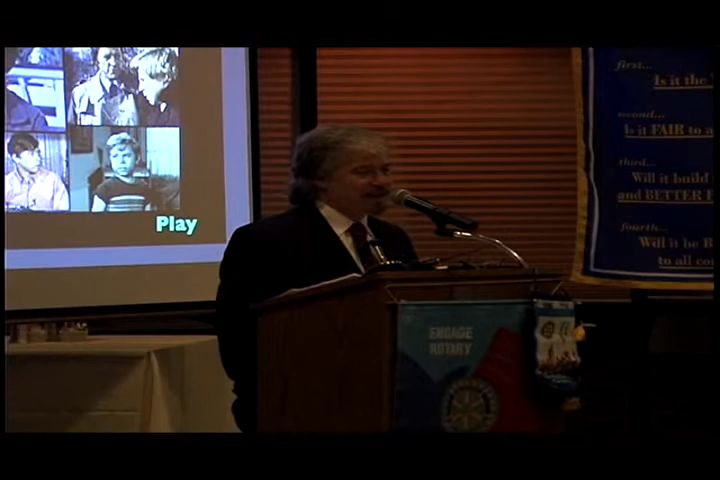 Play
first...
Is it the
second...
Is it FAIR to a
third...
Will it build
and BETTER F
fourth...
Will it be B
to all con
ENGAGE
ROTARY